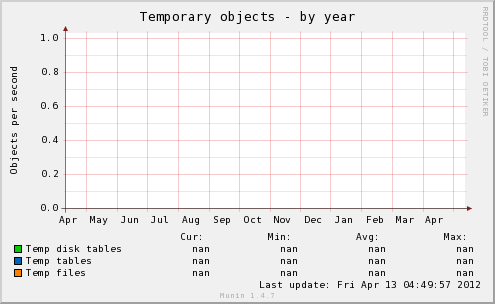 Temporary objects - by year
RRDTOOL / TOBI OETIKER
Objects per second
1.0
0.8
0.6
0.4
0.2
0.0
Apr May Jun Jul Aug Sep Oct Nov Dec Jan Feb Mar Apr
Cur: Min: Avg: Max:
Temp disk tables nan nan nan nan
Temp tables nan nan nan nan
Temp files nan nan nan nan
Last update: Fri Apr 13 04:49:57 2012
Munin 1.4.7